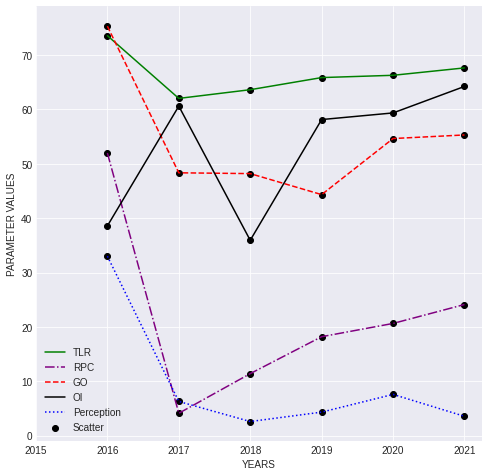 70
60
50
40
30
20
10
0
PARAMETER VALUES
TLR
RPC
GO
OI
Perception
Scatter
2015 2016 2017 2018 2019 2020 2021
YEARS